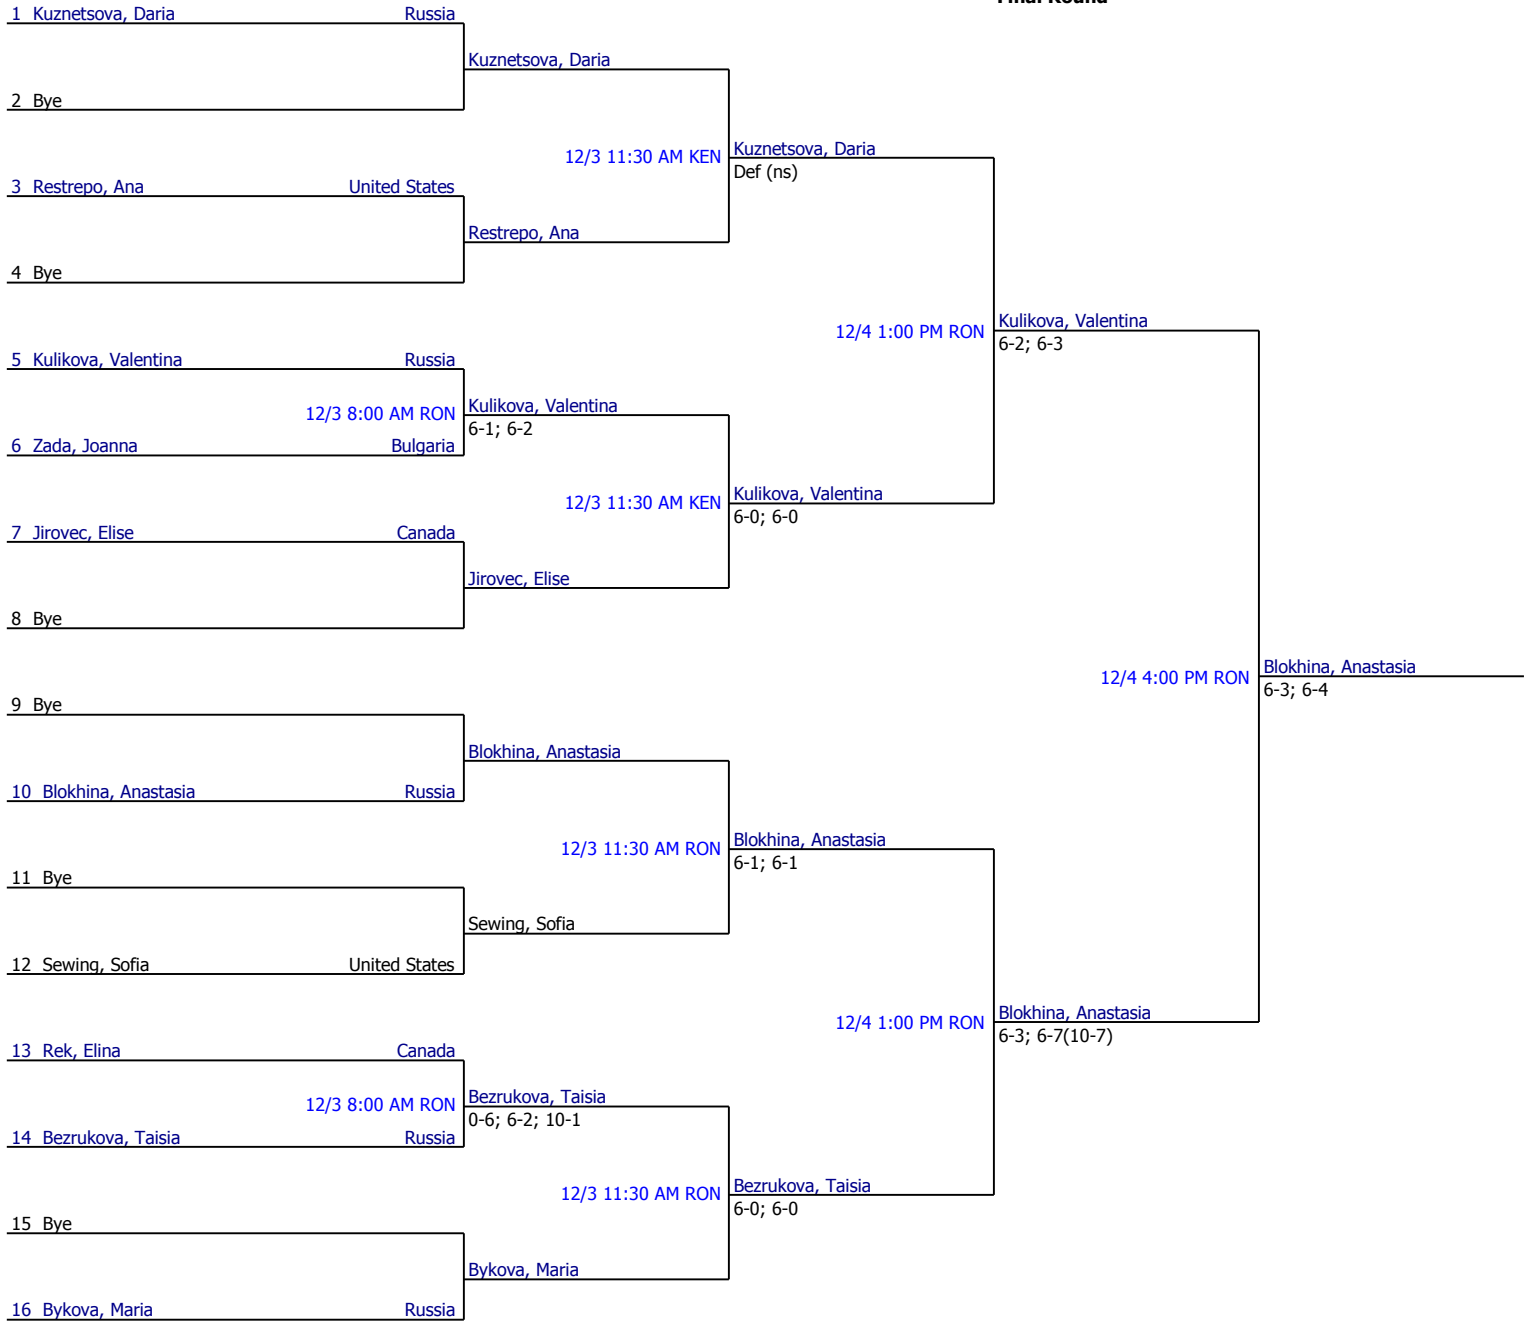 Final Round
1 Kuznetsova, Daria Russia
Kuznetsova, Daria
2 Bye
12/3 11:30 AM KEN Kuznetsova, Daria
Def (ns)
3 Restrepo, Ana United States
Restrepo, Ana
4 Bye
12/4 1:00 PM RON Kulikova, Valentina
6-2; 6-3
5 Kulikova, Valentina Russia
12/3 8:00 AM RON Kulikova, Valentina
6-1; 6-2
6 Zada, Joanna Bulgaria
12/3 11:30 AM KEN Kulikova, Valentina
6-0; 6-0
7 Jirovec, Elise Canada
Jirovec, Elise
8 Bye
12/4 4:00 PM RON Blokhina, Anastasia
6-3; 6-4
9 Bye
Blokhina, Anastasia
10 Blokhina, Anastasia Russia
12/3 11:30 AM RON Blokhina, Anastasia
6-1; 6-1
11 Bye
Sewing, Sofia
12 Sewing, Sofia United States
12/4 1:00 PM RON Blokhina, Anastasia
6-3; 6-7(10-7)
13 Rek, Elina Canada
12/3 8:00 AM RON Bezrukova, Taisia
0-6; 6-2; 10-1
14 Bezrukova, Taisia Russia
12/3 11:30 AM RON Bezrukova, Taisia
6-0; 6-0
15 Bye
Bykova, Maria
16 Bykova, Maria Russia